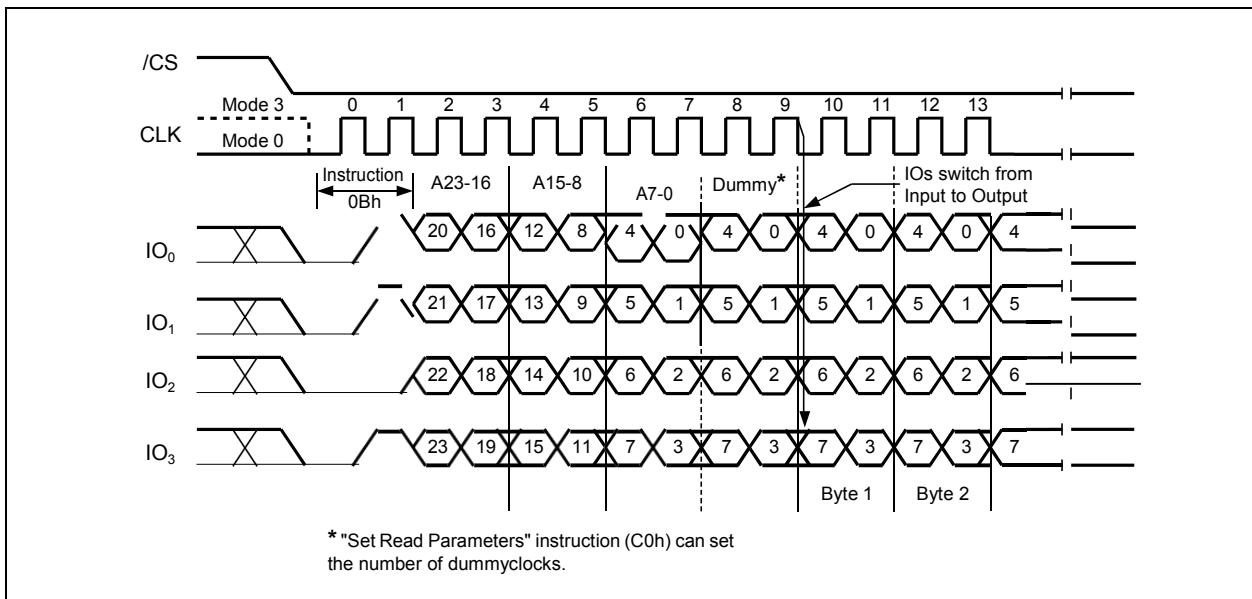 /CS
Mode 3 0 1 2 3 4 5 6 7 8 9 10 11 12 13
CLK Mode 0
Instruction A23-16 A15-8 A7-0 Dummy* IOs switch from
0Bh Input to Output
IO0 20 16 12 8 4 0 4 0 4 0 4 0 4
IO1 21 17 13 9 5 1 5 1 5 1 5 1 5
IO2 22 18 14 10 6 2 6 2 6 2 6 2 6
IO3 23 19 15 11 7 3 7 3 7 3 7 3 7
Byte 1 Byte 2
* "Set Read Parameters" instruction (C0h) can set
the number of dummyclocks.